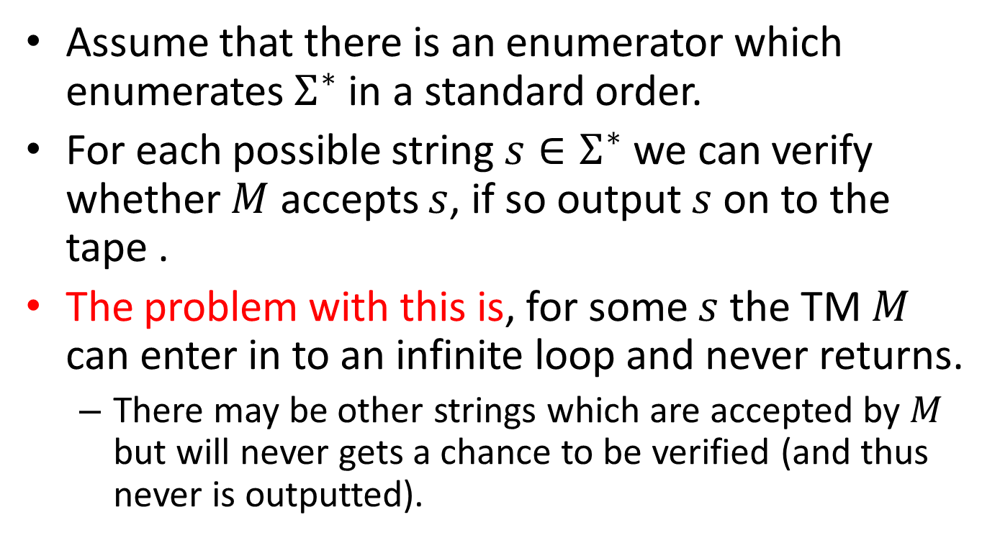 • Assume that there is an enumerator which
enumerates Σ* in a standard order.
• For each possible string s ∈ Σ* we can verify
whether M accepts s, if so output s on to the
tape .
• The problem with this is, for some s the TM M
can enter in to an infinite loop and never returns.
– There may be other strings which are accepted by M
but will never gets a chance to be verified (and thus
never is outputted).